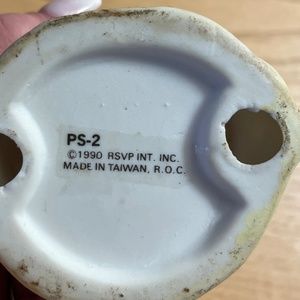 PS-2
©1990 RSVP INT. INC.
MADE IN TAIWAN, R.O.C.